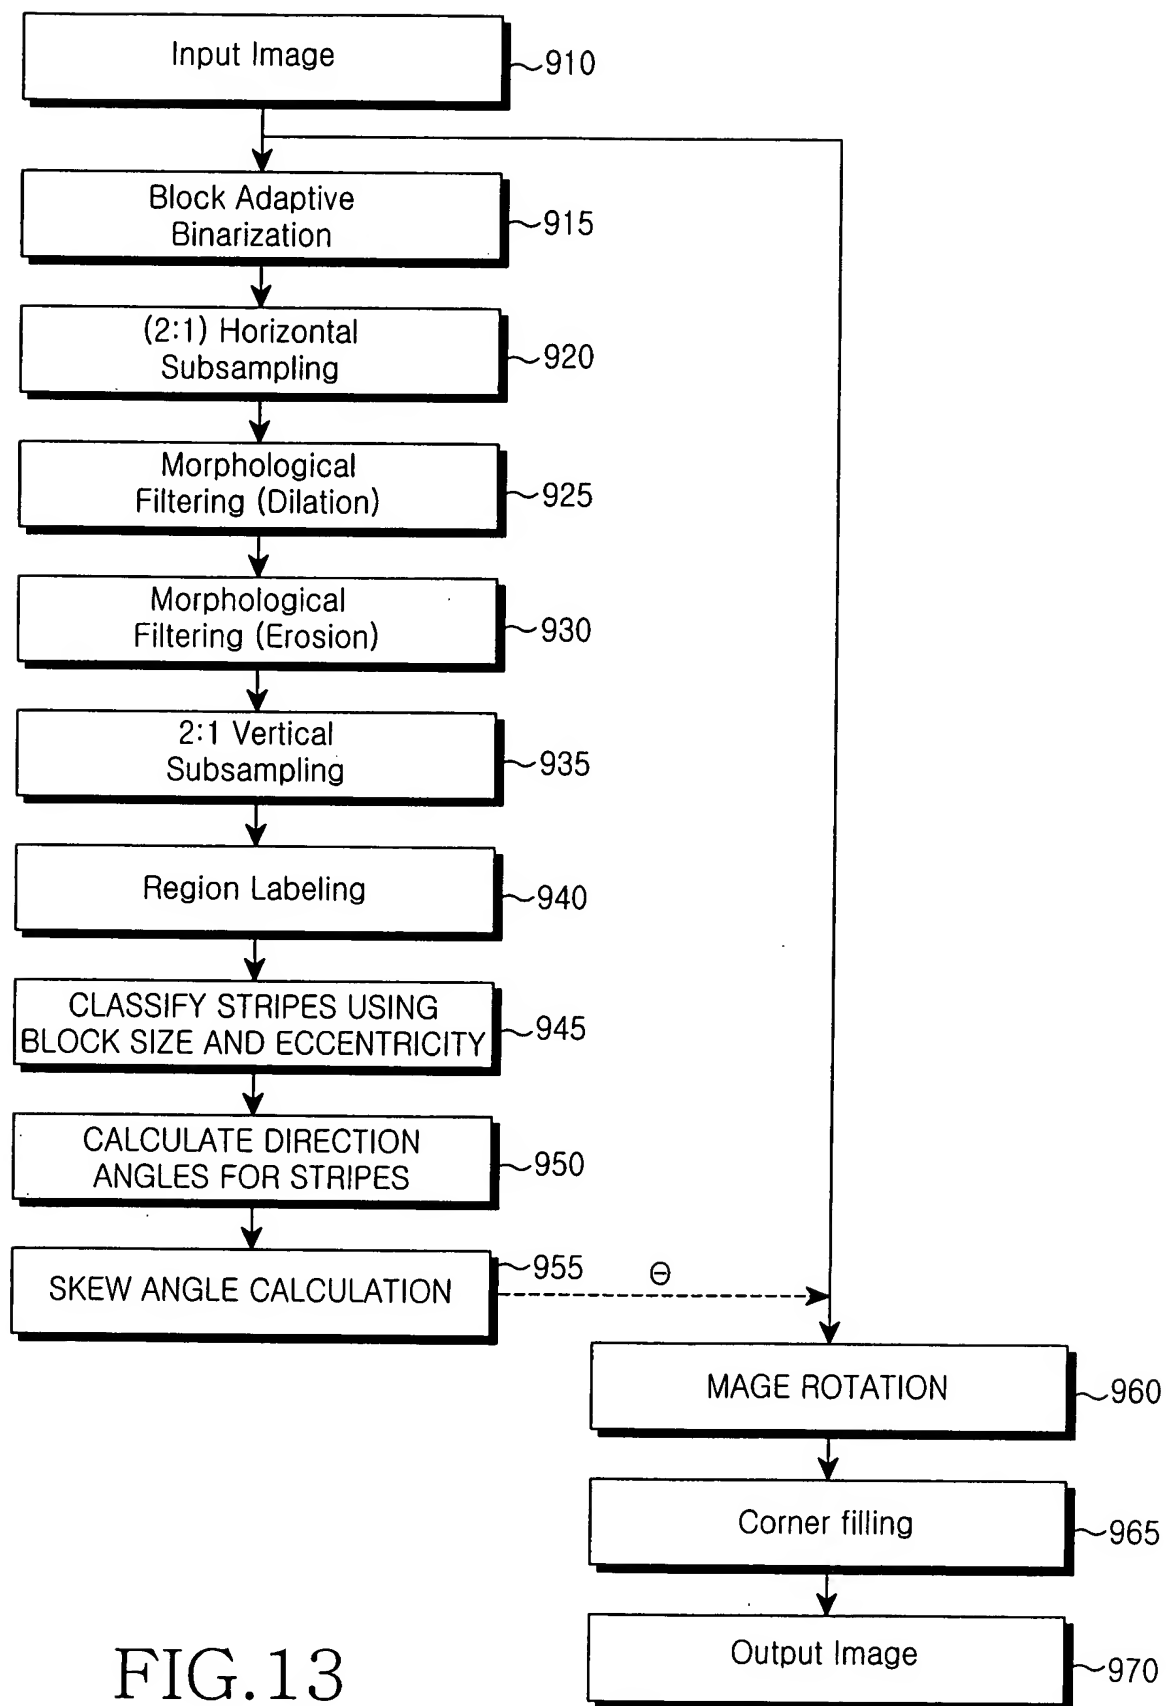 Input Image
910
Block Adaptive
Binarization
915
(2:1) Horizontal
Subsampling
920
Morphological
Filtering (Dilation)
925
Morphological
Filtering (Erosion)
930
2:1 Vertical
Subsampling
935
Region Labeling
940
CLASSIFY STRIPES USING
BLOCK SIZE AND ECCENTRICITY
945
CALCULATE DIRECTION
ANGLES FOR STRIPES
950
SKEW ANGLE CALCULATION
955
Θ
MAGE ROTATION
960
Corner filling
965
Output Image
970
FIG.13